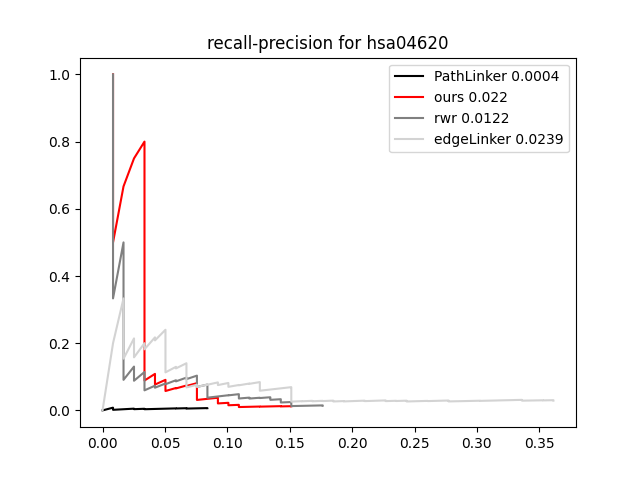 recall-precision for hsa04620
PathLinker 0.0004
ours 0.022
rwr 0.0122
edgeLinker 0.0239
1.0
0.8
0.6
0.4
0.2
0.0
0.00 0.05 0.10 0.15 0.20 0.25 0.30 0.35